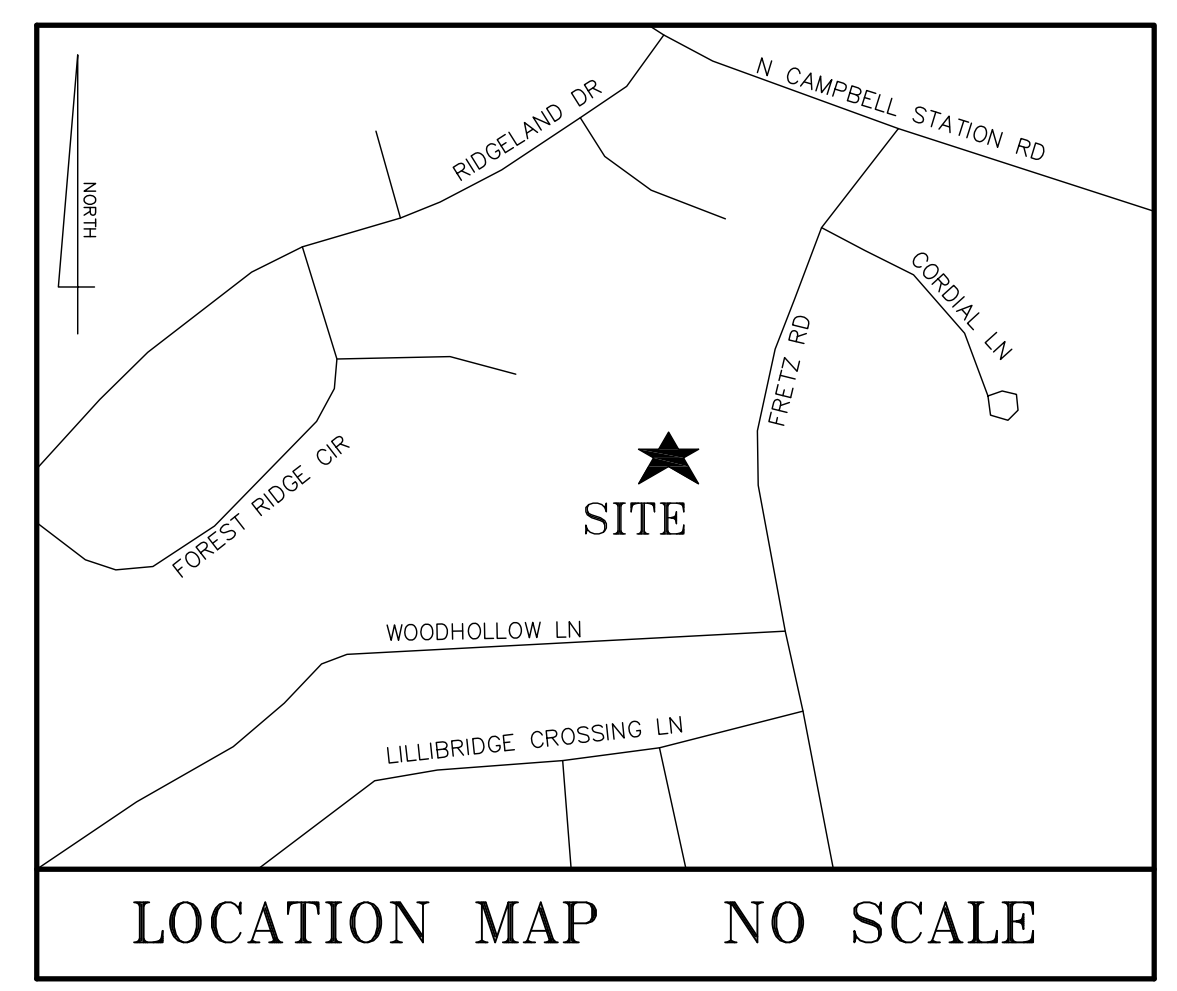 N CAMPBELL STATION RD
RIDGELAND DR
NORTH
CORDIAL LN
FRETZ RD
FOREST RIDGE CIR
SITE
WOODHOLLOW LN
LILLIBRIDGE CROSSING LN
LOCATION MAP NO SCALE